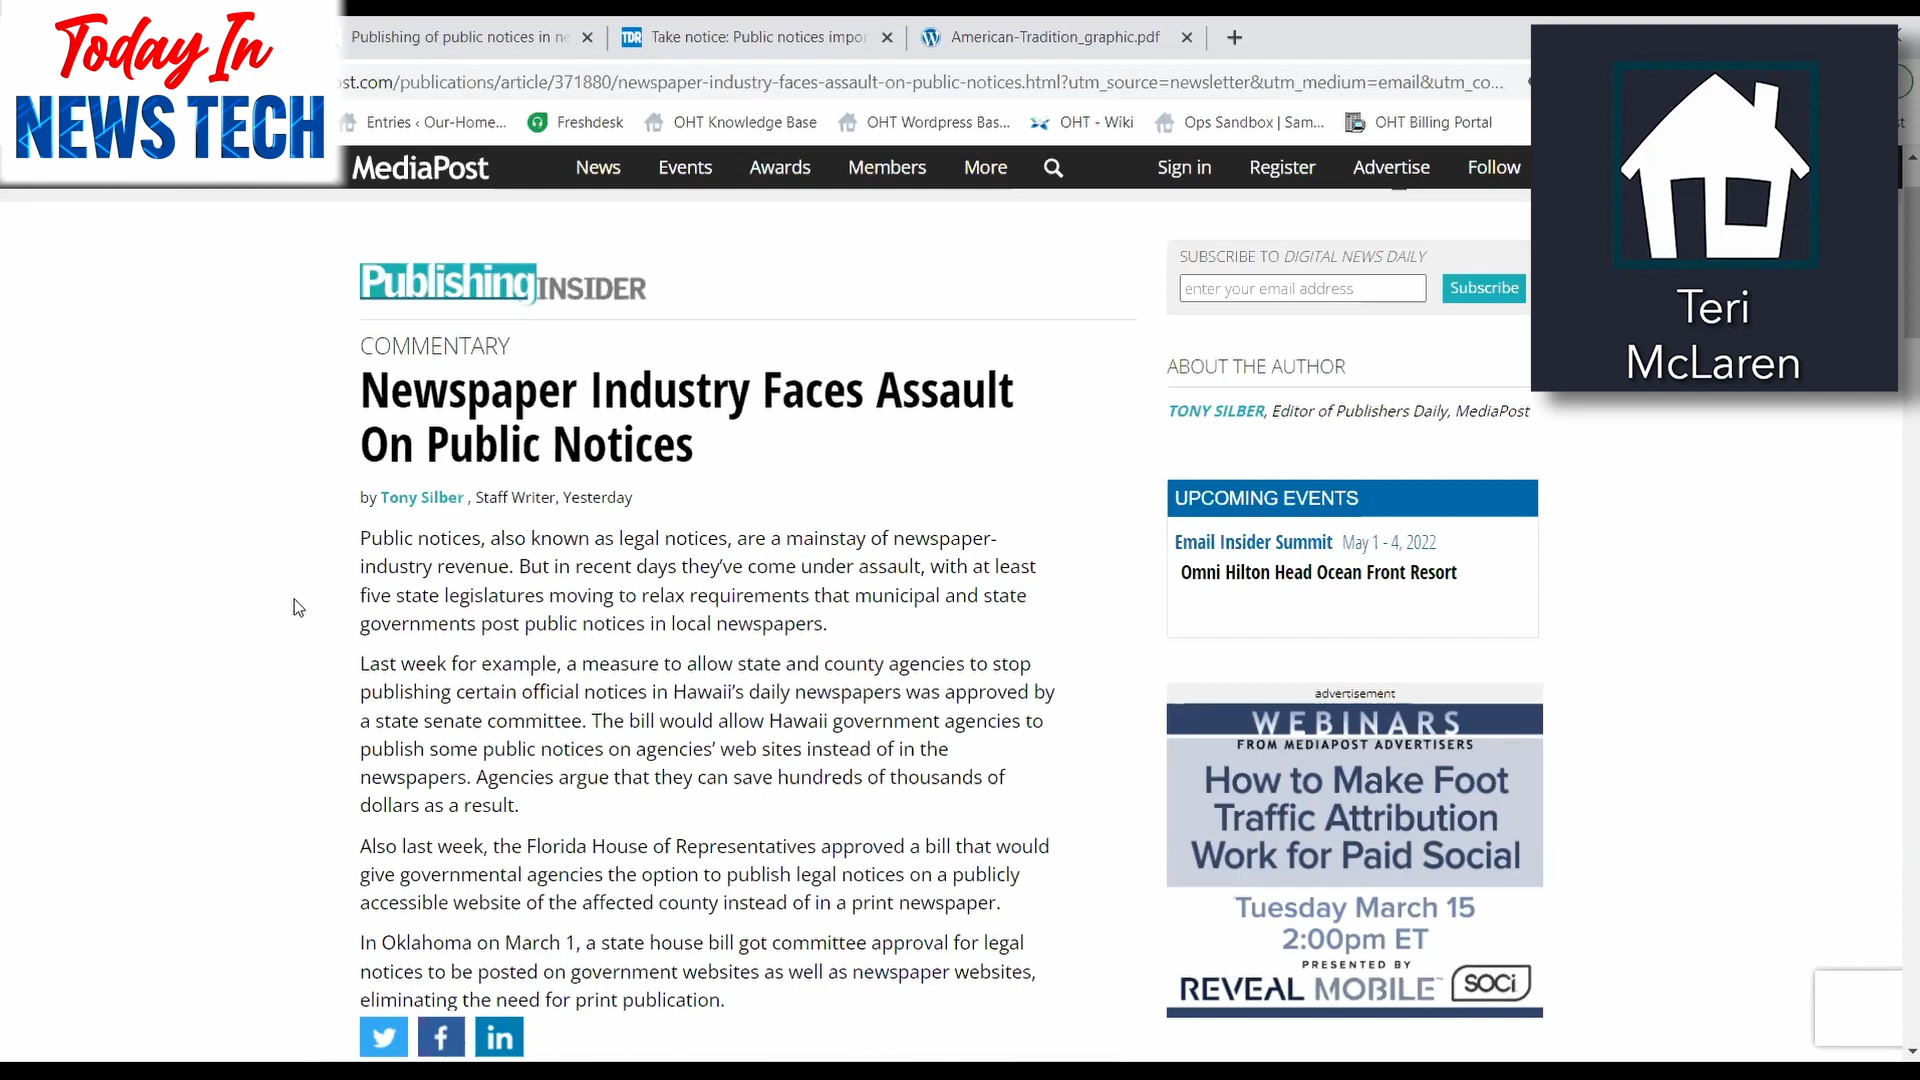 Today In
NEWS TECH
Publishing of public notices in ne
TDR Take notice: Public notices impor
American-Tradition_graphic.pdf
st.com/publications/article/371880/newspaper-industry-faces-assault-on-public-notices.html?utm_source=newsletter&utm_medium=email&utm_co...
Entries ‹ Our-Home...
Freshdesk
OHT Knowledge Base
OHT Wordpress Bas...
OHT - Wiki
Ops Sandbox | Sam...
OHT Billing Portal
MediaPost
News
Events
Awards
Members
More
Sign in
Register
Advertise
Follow
Teri
McLaren
Publishing INSIDER
COMMENTARY
Newspaper Industry Faces Assault
On Public Notices
by Tony Silber , Staff Writer, Yesterday
Public notices, also known as legal notices, are a mainstay of newspaper-
industry revenue. But in recent days they’ve come under assault, with at least
five state legislatures moving to relax requirements that municipal and state
governments post public notices in local newspapers.
Last week for example, a measure to allow state and county agencies to stop
publishing certain official notices in Hawaii’s daily newspapers was approved by
a state senate committee. The bill would allow Hawaii government agencies to
publish some public notices on agencies’ web sites instead of in the
newspapers. Agencies argue that they can save hundreds of thousands of
dollars as a result.
Also last week, the Florida House of Representatives approved a bill that would
give governmental agencies the option to publish legal notices on a publicly
accessible website of the affected county instead of in a print newspaper.
In Oklahoma on March 1, a state house bill got committee approval for legal
notices to be posted on government websites as well as newspaper websites,
eliminating the need for print publication.
SUBSCRIBE TO DIGITAL NEWS DAILY
enter your email address
Subscribe
ABOUT THE AUTHOR
TONY SILBER, Editor of Publishers Daily, MediaPost
UPCOMING EVENTS
Email Insider Summit May 1 - 4, 2022
Omni Hilton Head Ocean Front Resort
advertisement
WEBINARS
FROM MEDIAPOST ADVERTISERS
How to Make Foot
Traffic Attribution
Work for Paid Social
Tuesday March 15
2:00pm ET
PRESENTED BY
REVEAL MOBILE™ SOCi